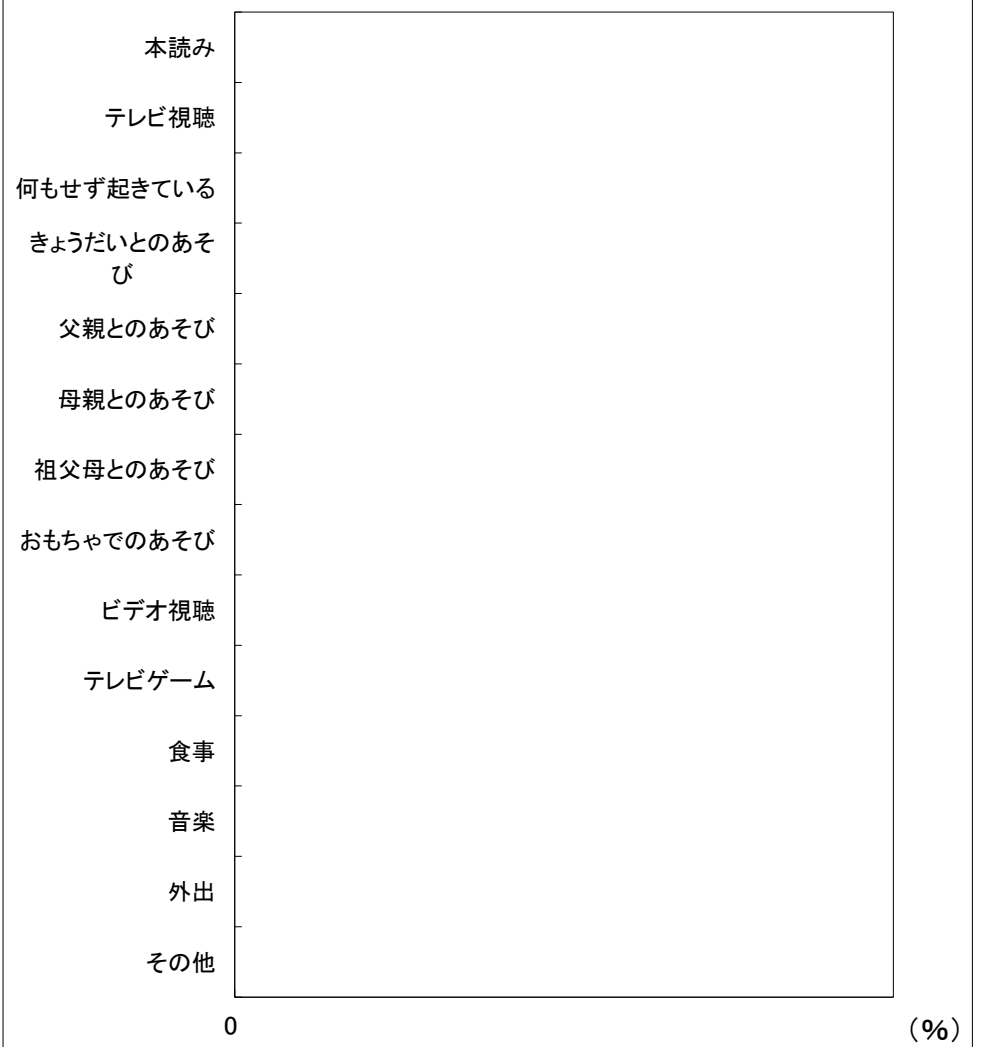 本読み
テレビ視聴
何もせず起きている
きょうだいとのあそ
び
父親とのあそび
母親とのあそび
祖父母とのあそび
おもちゃでのあそび
ビデオ視聴
テレビゲーム
食事
音楽
外出
その他
0
（%）